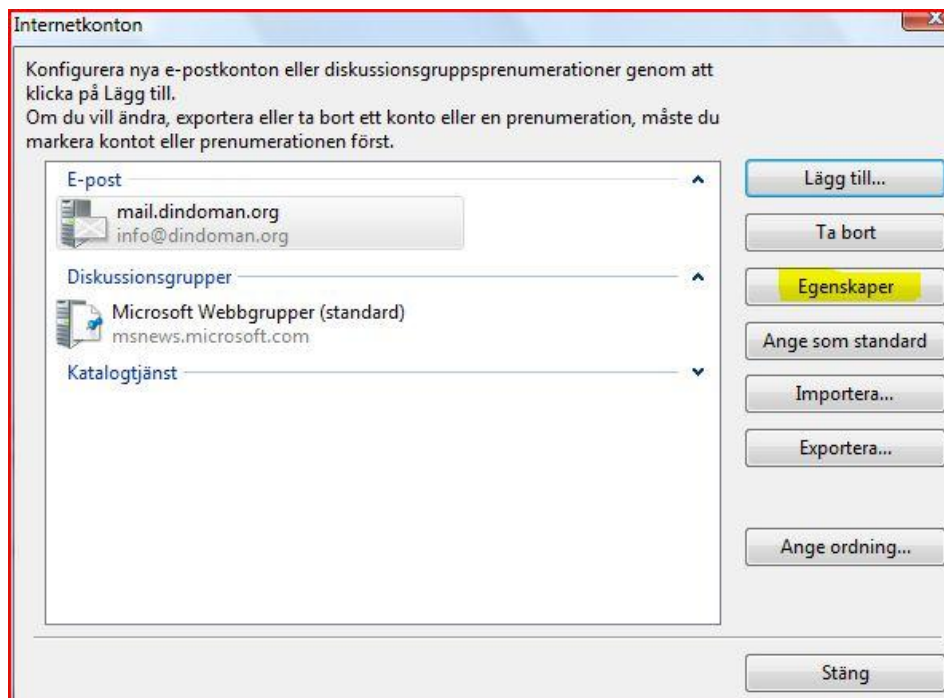 Internetkonton
Konfigurera nya e-postkonton eller diskussionsgruppsprenumerationer genom att
klicka på Lägg till.
Om du vill ändra, exportera eller ta bort ett konto eller en prenumeration, måste du
markera kontot eller prenumerationen först.
E-post
mail.dindoman.org
info@dindoman.org
Diskussionsgrupper
Microsoft Webbgrupper (standard)
msnews.microsoft.com
Katalogtjänst
Lägg till...
Ta bort
Egenskaper
Ange som standard
Importera...
Exportera...
Ange ordning...
Stäng